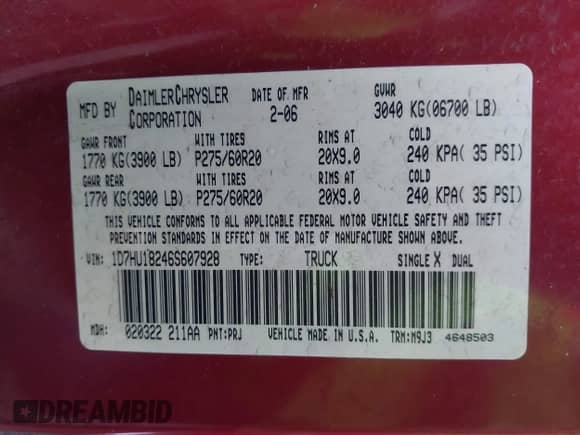 MFD BY DAIMLERCHRYSLER CORPORATION DATE OF MFR 2-06 GVWR 3040 KG(06700 LB)
GAWR FRONT WITH TIRES RIMS AT COLD
1770 KG(3900 LB) P275/60R20 20X9.0 240 KPA( 35 PSI)
GAWR REAR WITH TIRES RIMS AT COLD
1770 KG(3900 LB) P275/60R20 20X9.0 240 KPA( 35 PSI)
THIS VEHICLE CONFORMS TO ALL APPLICABLE FEDERAL MOTOR VEHICLE SAFETY AND THEFT
PREVENTION STANDARDS IN EFFECT ON THE DATE OF MANUFACTURE SHOWN ABOVE.
VIN: 1D7HU18246S607928 TYPE: TRUCK SINGLE X DUAL
MDH: 020322 211AA PNT:PRJ VEHICLE MADE IN U.S.A. TRM:M9J3 4648503
DREAMBID